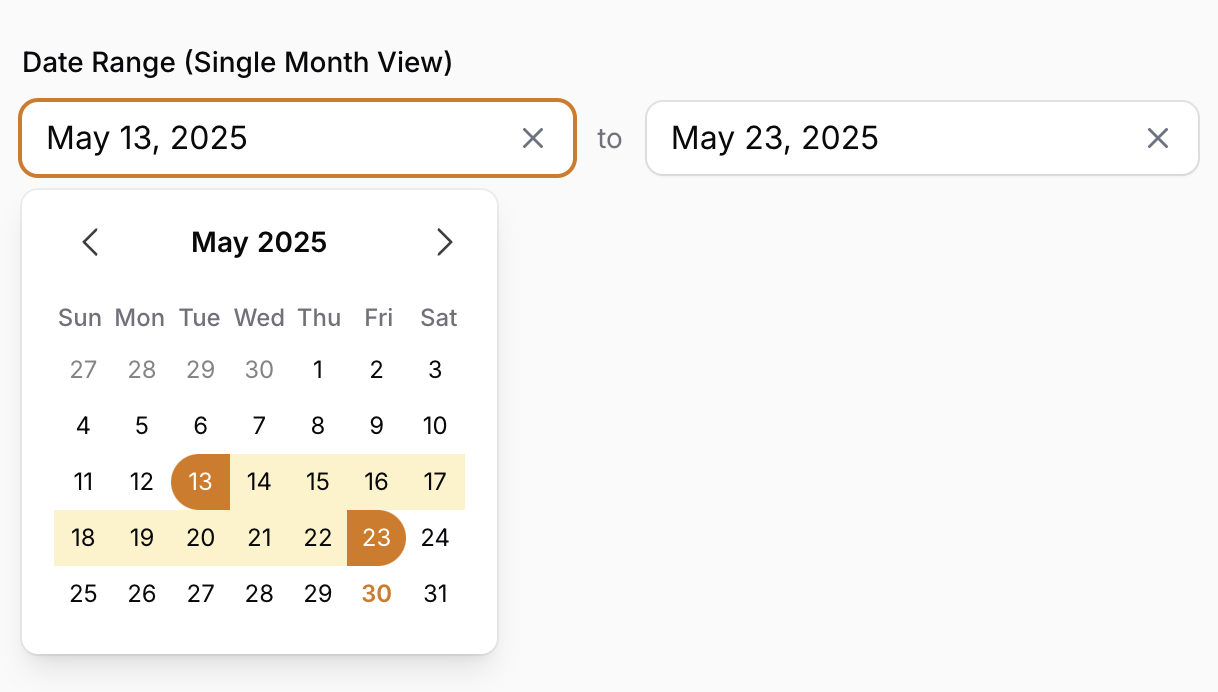 Date Range (Single Month View)
May 13, 2025 to May 23, 2025
May 2025
Sun Mon Tue Wed Thu Fri Sat
27 28 29 30 1 2 3
4 5 6 7 8 9 10
11 12 13 14 15 16 17
18 19 20 21 22 23 24
25 26 27 28 29 30 31